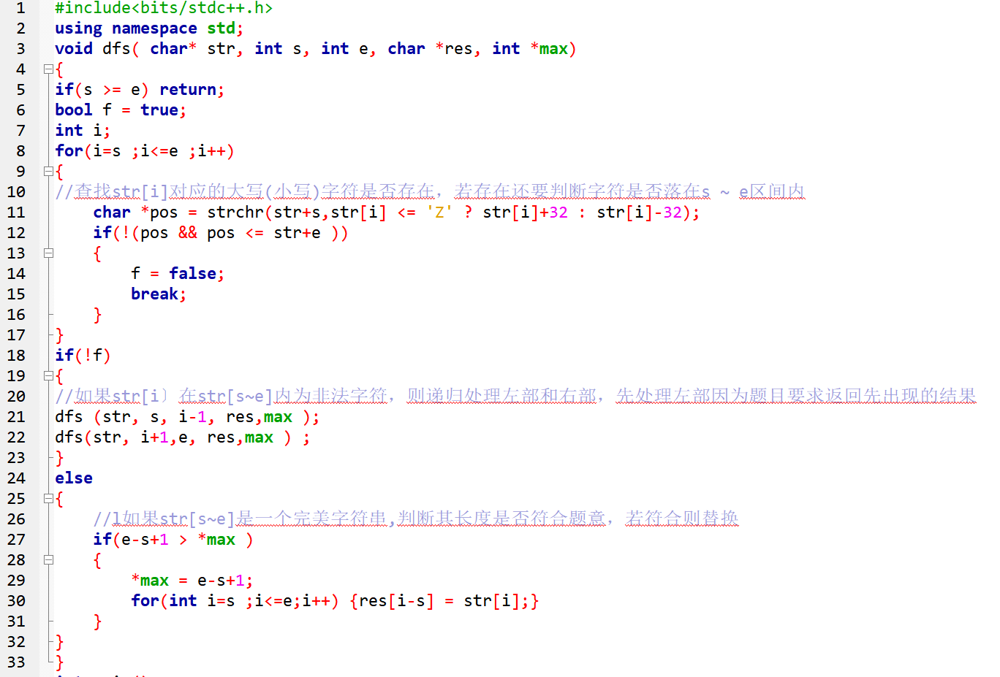 1 #include<bits/stdc++.h>
2 using namespace std;
3 void dfs( char* str, int s, int e, char *res, int *max)
4 {
5 if(s >= e) return;
6 bool f = true;
7 int i;
8 for(i=s ;i<=e ;i++)
9 {
10 //查找str[i]对应的大写(小写)字符是否存在，若存在还要判断字符是否落在s ~ e区间内
11 char *pos = strchr(str+s,str[i] <= 'Z' ? str[i]+32 : str[i]-32);
12 if(!(pos && pos <= str+e ))
13 {
14 f = false;
15 break;
16 }
17 }
18 if(!f)
19 {
20 //如果str[i〕在str[s~e]内为非法字符，则递归处理左部和右部，先处理左部因为题目要求返回先出现的结果
21 dfs (str, s, i-1, res,max );
22 dfs(str, i+1,e, res,max ) ;
23 }
24 else
25 {
26 //l如果str[s~e]是一个完美字符串,判断其长度是否符合题意，若符合则替换
27 if(e-s+1 > *max )
28 {
29 *max = e-s+1;
30 for(int i=s ;i<=e;i++) {res[i-s] = str[i];}
31 }
32 }
33 }